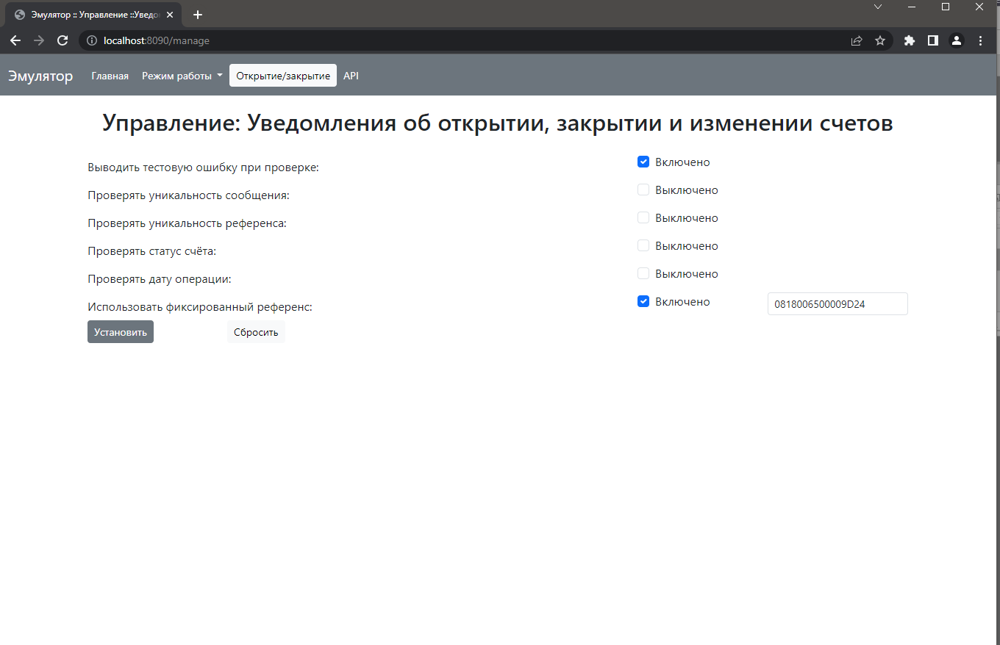 Эмулятор :: Управление ::Уведо
localhost:8090/manage
Эмулятор Главная Режим работы Открытие/закрытие API
Управление: Уведомления об открытии, закрытии и изменении счетов
Выводить тестовую ошибку при проверке: Включено
Проверять уникальность сообщения: Выключено
Проверять уникальность референса: Выключено
Проверять статус счёта: Выключено
Проверять дату операции: Выключено
Использовать фиксированный референс: Включено 0818006500009D24
Установить Сбросить